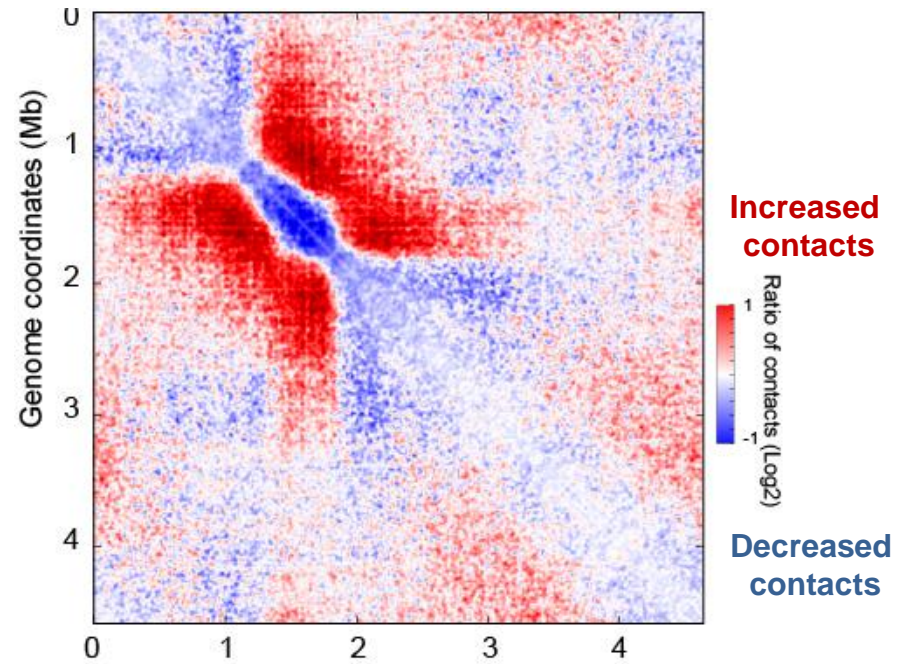 0
1
2
3
4
Genome coordinates (Mb)
0 1 2 3 4
Increased
contacts
1
-1
Ratio of contacts (Log2)
Decreased
contacts